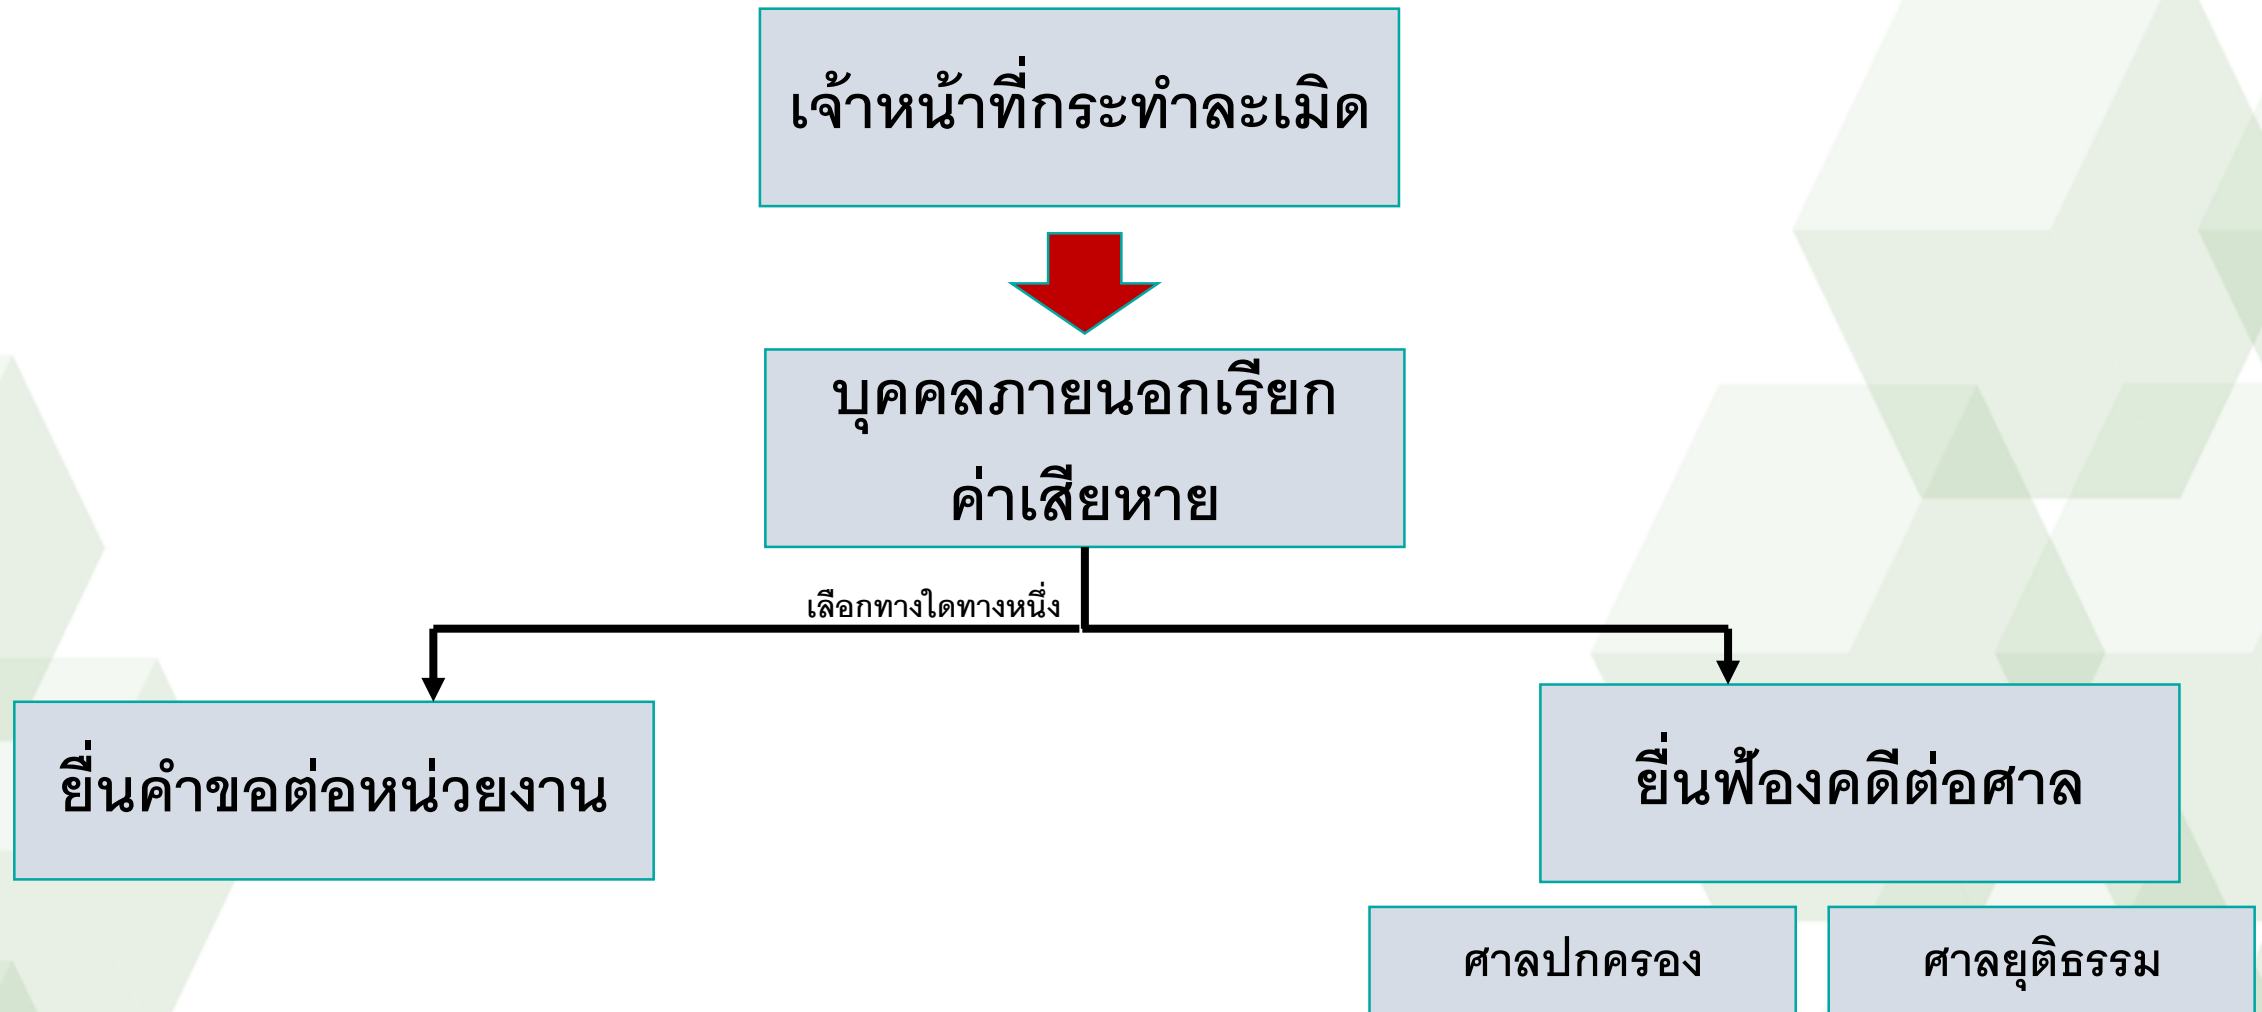 เจ้าหน้าที่กระทำละเมิด
บุคคลภายนอกเรียก
ค่าเสียหาย
เลือกทางใดทางหนึ่ง
ยื่นคำขอต่อหน่วยงาน
ยื่นฟ้องคดีต่อศาล
ศาลปกครอง
ศาลยุติธรรม